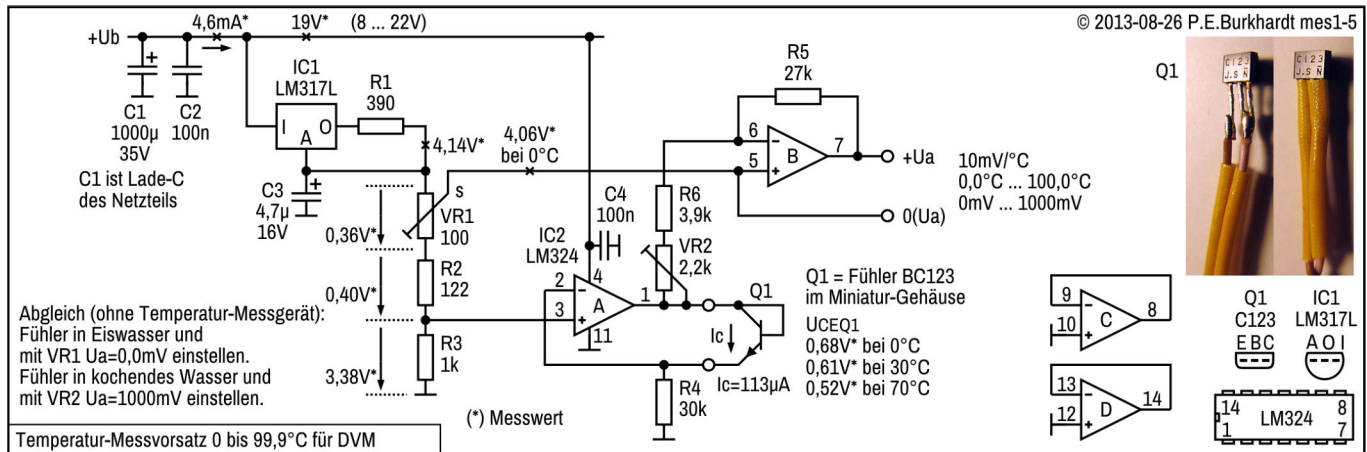 +Ub
4,6mA*
19V*
(8 ... 22V)
© 2013-08-26 P.E.Burkhardt mes1-5
C1
1000µ
35V
C2
100n
C1 ist Lade-C
des Netzteils
IC1
LM317L
I
A
O
R1
390
4,14V*
4,06V*
bei 0°C
C3
4,7µ
16V
S
VR1
100
0,36V*
R2
122
0,40V*
R3
1k
3,38V*
IC2
LM324
C4
100n
2
3
4
11
1
A
R4
30k
R5
27k
6
5
7
B
R6
3,9k
VR2
2,2k
Q1
Ic
Ic=113µA
+Ua
0(Ua)
10mV/°C
0,0°C ... 100,0°C
0mV ... 1000mV
Q1 = Fühler BC123
im Miniatur-Gehäuse
UCEQ1
0,68V* bei 0°C
0,61V* bei 30°C
0,52V* bei 70°C
Abgleich (ohne Temperatur-Messgerät):
Fühler in Eiswasser und
mit VR1 Ua=0,0mV einstellen.
Fühler in kochendes Wasser und
mit VR2 Ua=1000mV einstellen.
(*) Messwert
Temperatur-Messvorsatz 0 bis 99,9°C für DVM
9
10
8
C
13
12
14
D
Q1
C123
J.S N
Q1
C123
E B C
IC1
LM317L
A O I
14
8
LM324
1
7